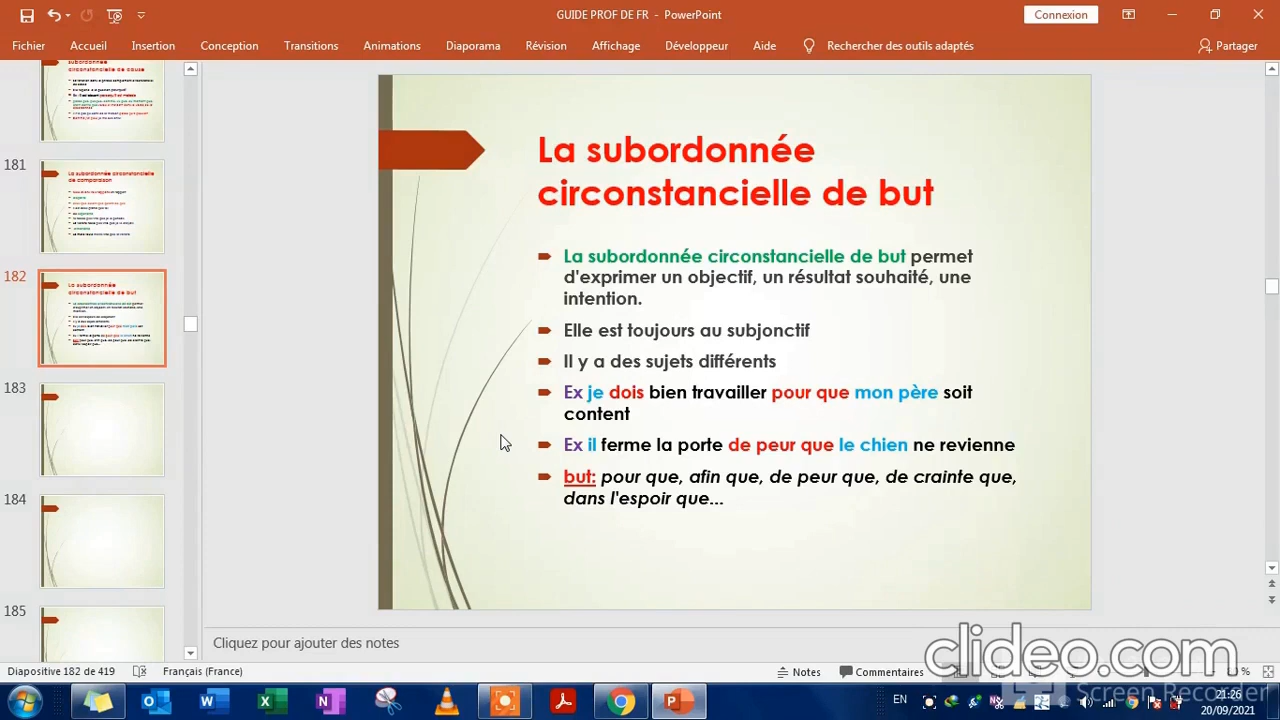 GUIDE PROF DE FR - PowerPoint
Connexion
Fichier Accueil Insertion Conception Transitions Animations Diaporama Révision Affichage Développeur Aide Rechercher des outils adaptés Partager
181
182
183
184
185
La subordonnée
circonstancielle de but
La subordonnée circonstancielle de but permet
d'exprimer un objectif, un résultat souhaité, une
intention.
Elle est toujours au subjonctif
Il y a des sujets différents
Ex je dois bien travailler pour que mon père soit
content
Ex il ferme la porte de peur que le chien ne revienne
but: pour que, afin que, de peur que, de crainte que,
dans l'espoir que...
Cliquez pour ajouter des notes
Diapositive 182 de 419 Français (France) Notes Commentaires
clideo.com
Screen Recorder
EN
21:26
20/09/2021